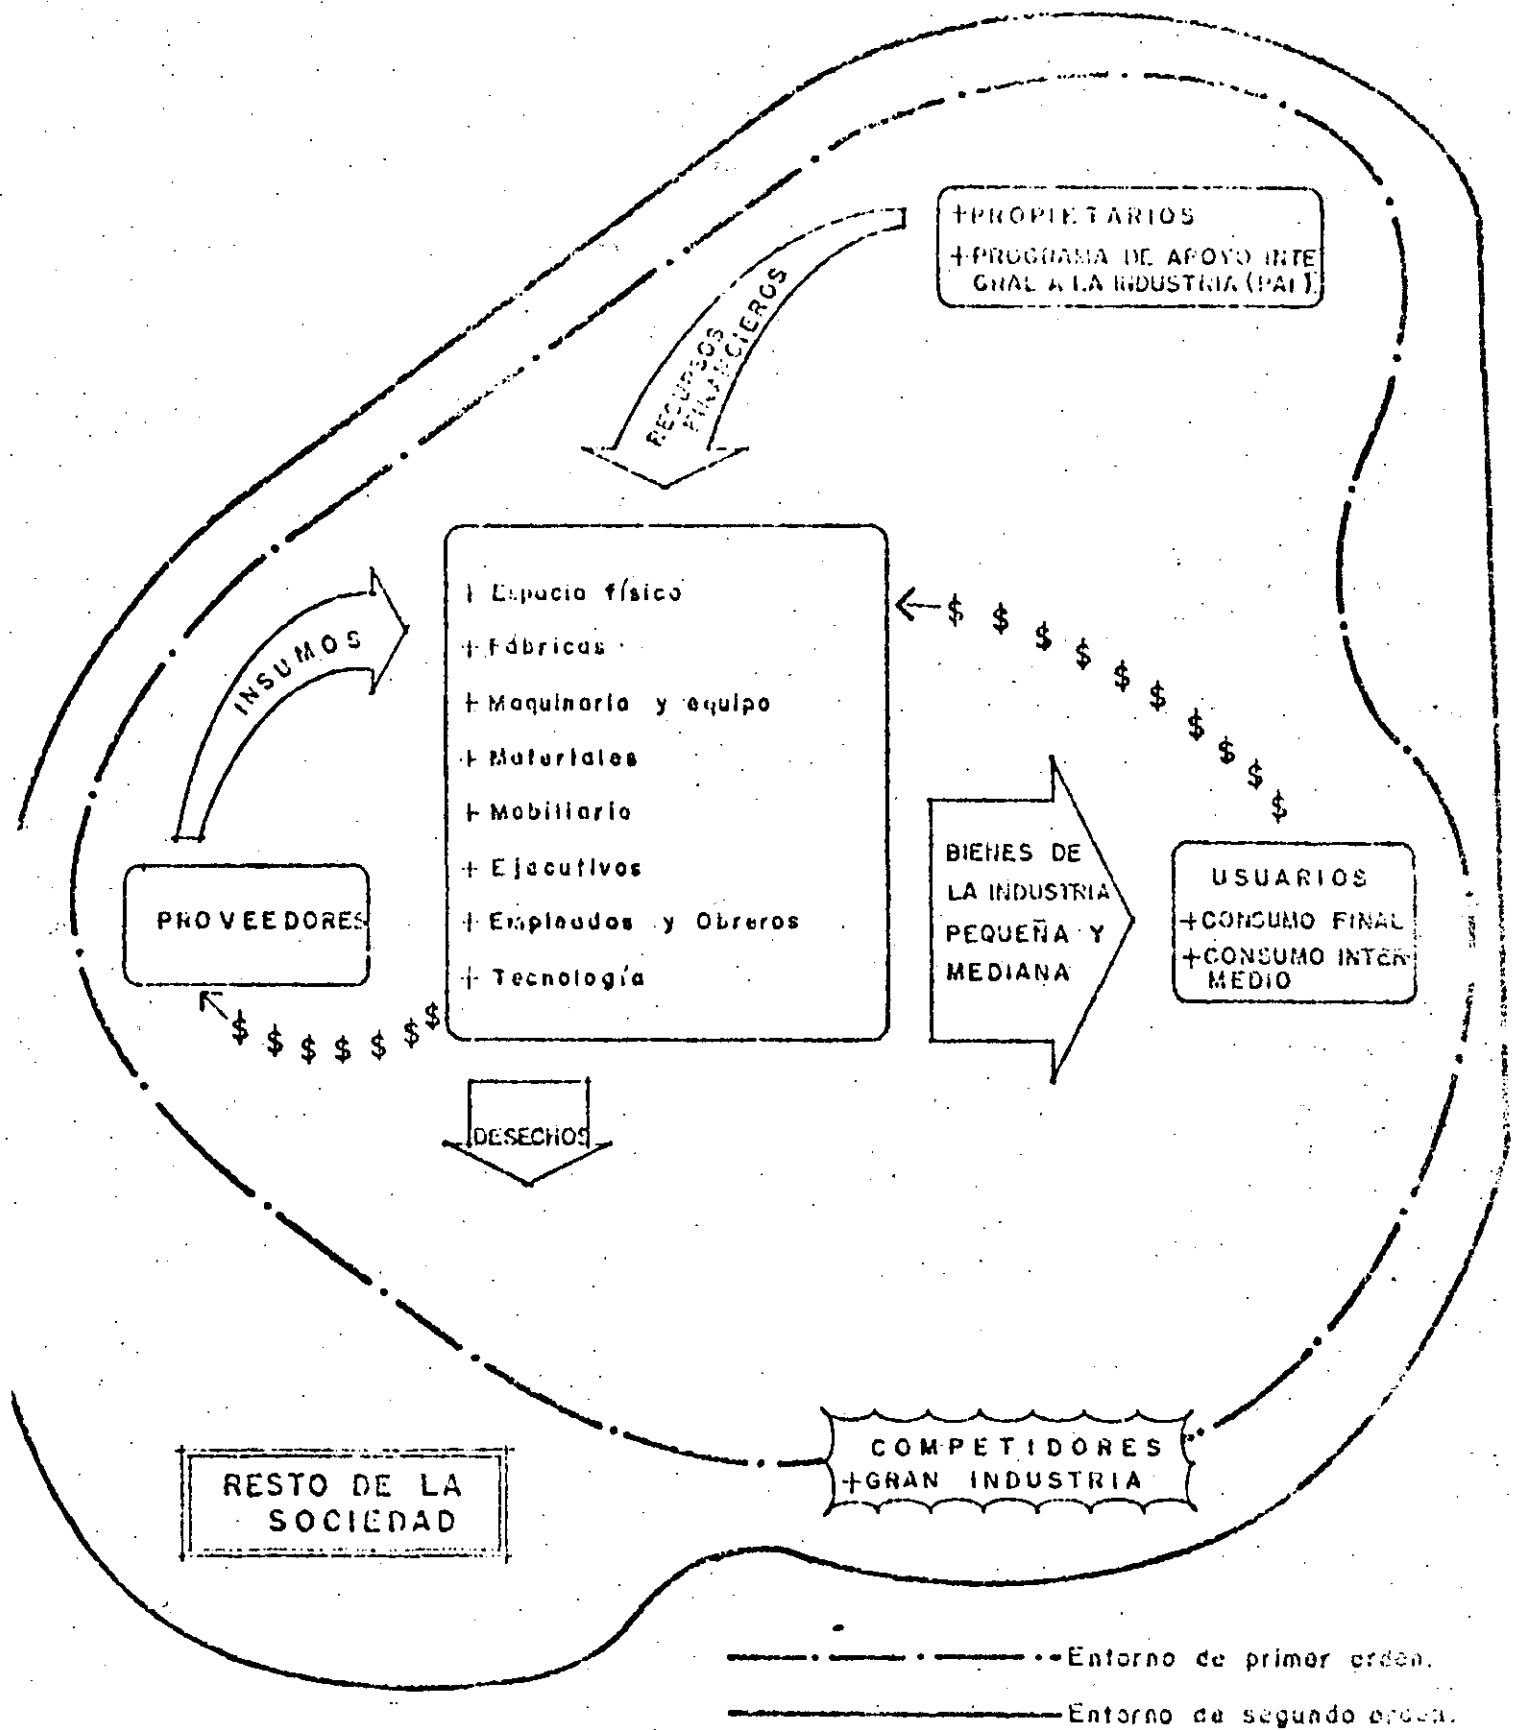 +PROPIETARIOS
+PROGRAMA DE APOYO INTE
GRAL A LA INDUSTRIA (PAI).
RECURSOS
FINANCIEROS
+ Espacio físico
+ Fábricas
+ Maquinaria y equipo
+ Materiales
+ Mobiliario
+ Ejecutivos
+ Empleados y Obreros
+ Tecnología
INSUMOS
PROVEEDORES
$ $ $ $ $ $ $
$ $ $ $ $ $ $ $ $ $
BIENES DE
LA INDUSTRIA
PEQUEÑA Y
MEDIANA
USUARIOS
+CONSUMO FINAL
+CONSUMO INTER
MEDIO
DESECHOS
COMPETIDORES
+GRAN INDUSTRIA
RESTO DE LA
SOCIEDAD
Entorno de primer orden.
Entorno de segundo orden.